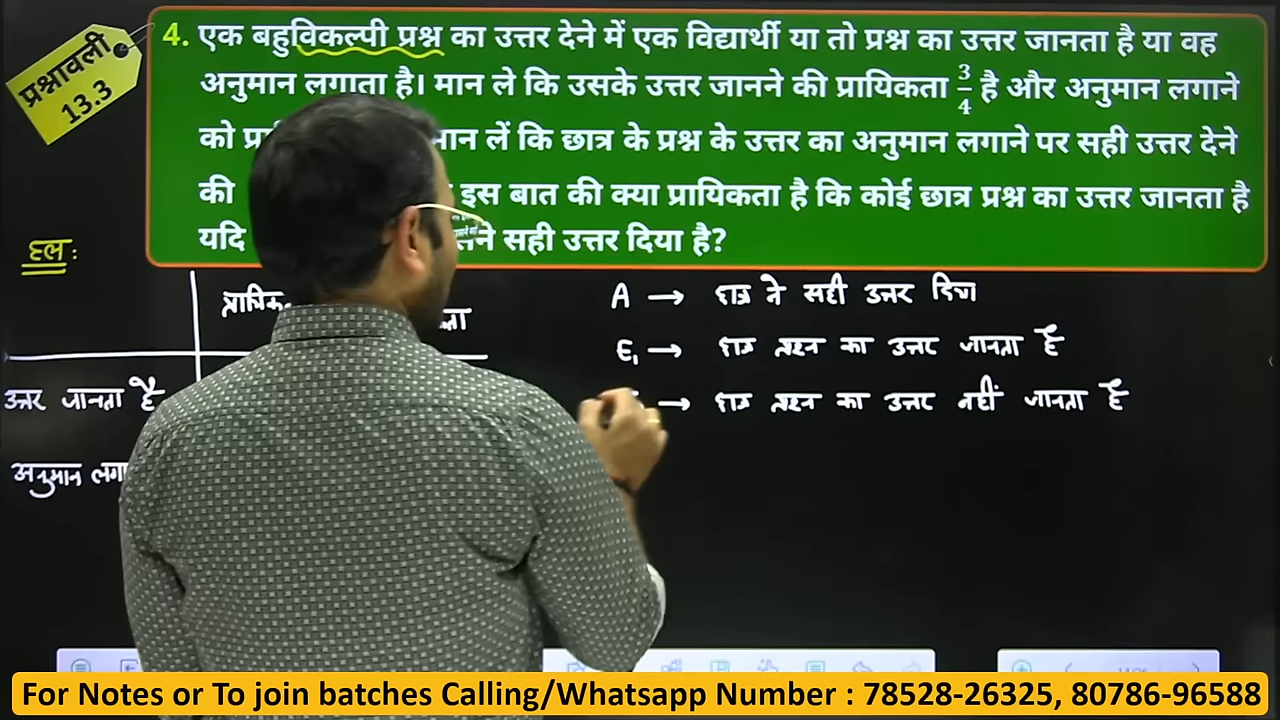 प्रश्नावली
13.3
4. एक बहुविकल्पी प्रश्न का उत्तर देने में एक विद्यार्थी या तो प्रश्न का उत्तर जानता है या वह
अनुमान लगाता है। मान ले कि उसके उत्तर जानने की प्रायिकता 3/4 है और अनुमान लगाने
को मान लें कि छात्र के प्रश्न के उत्तर का अनुमान लगाने पर सही उत्तर देने
की इस बात की क्या प्रायिकता है कि कोई छात्र प्रश्न का उत्तर जानता है
यदि उसने सही उत्तर दिया है?
हल :
उत्तर जानता है
अनुमान
A → छात्र ने सही उत्तर दिया
E₁ → छात्र प्रश्न का उत्तर जानता है
→ छात्र प्रश्न का उत्तर नहीं जानता है
For Notes or To join batches Calling/Whatsapp Number : 78528-26325, 80786-96588